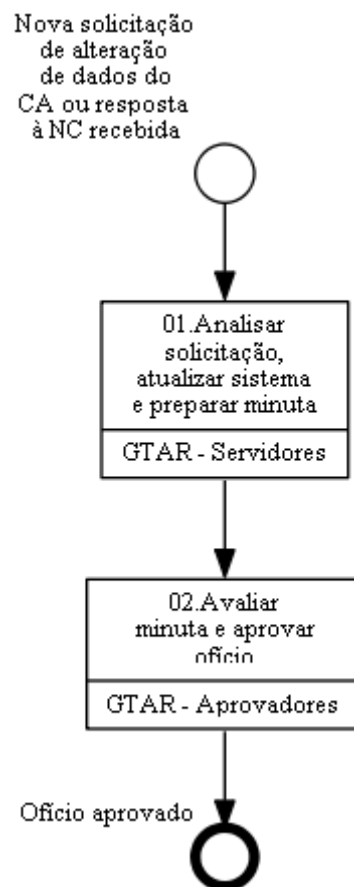 Nova solicitação
de alteração
de dados do
CA ou resposta
à NC recebida
01.Analisar
solicitação,
atualizar sistema
e preparar minuta
GTAR - Servidores
02.Avaliar
minuta e aprovar
ofício
GTAR - Aprovadores
Ofício aprovado